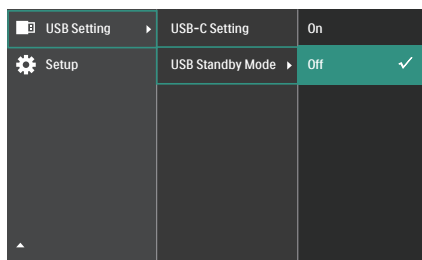 USB Setting
USB-C Setting
On
Setup
USB Standby Mode
Off